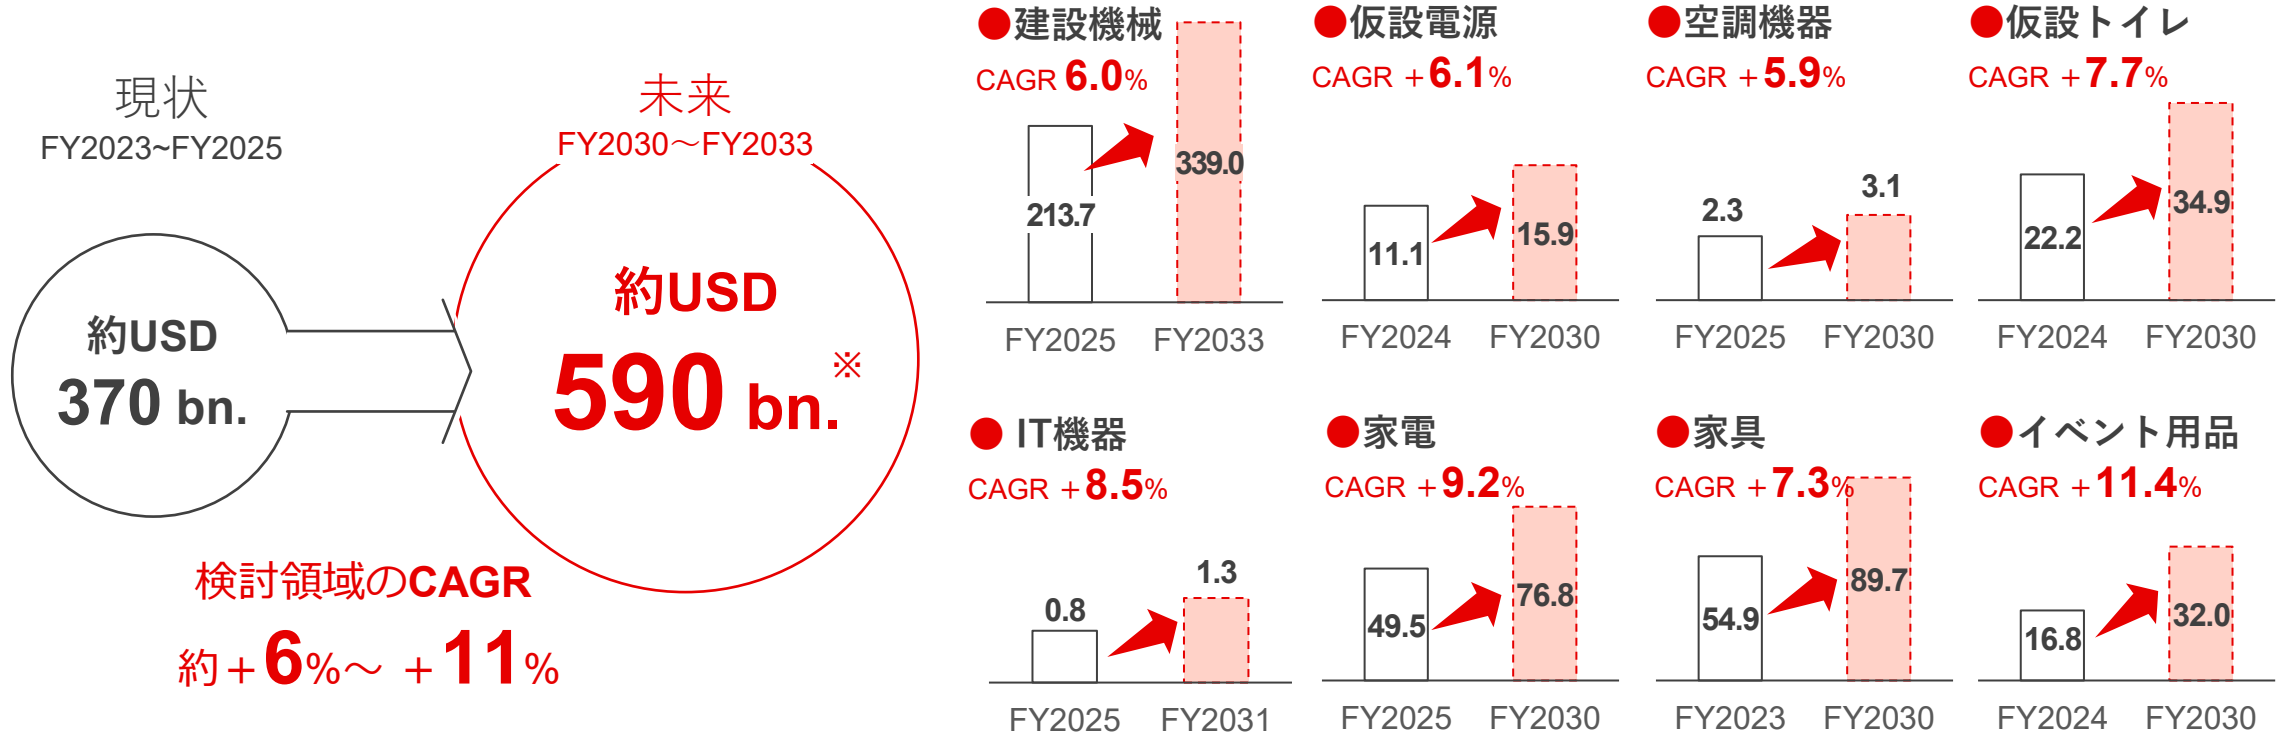 現状
FY2023~FY2025
約USD
370 bn.
未来
FY2030～FY2033
約USD
590 bn.※
検討領域のCAGR
約+6%～ +11%
●建設機械
CAGR 6.0%
213.7
339.0
FY2025 FY2033
●仮設電源
CAGR +6.1%
11.1
15.9
FY2024 FY2030
●空調機器
CAGR +5.9%
2.3
3.1
FY2025 FY2030
●仮設トイレ
CAGR +7.7%
22.2
34.9
FY2024 FY2030
● IT機器
CAGR +8.5%
0.8
1.3
FY2025 FY2031
●家電
CAGR +9.2%
49.5
76.8
FY2025 FY2030
●家具
CAGR +7.3%
54.9
89.7
FY2023 FY2030
●イベント用品
CAGR +11.4%
16.8
32.0
FY2024 FY2030